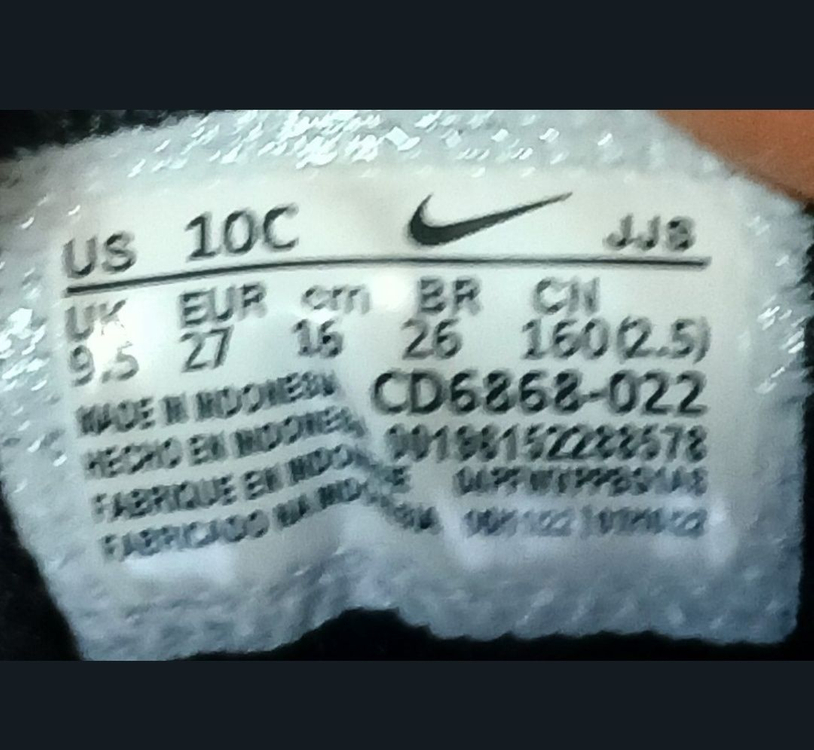 US 10C JJS
UK EUR cm BR CN
9.5 27 16 26 160(2.5)
MADE IN INDONESIA CD6868-022
HECHO EN INDONESIA
FABRIQUE EN INDONESIE
FABRICADO NA INDONESIA